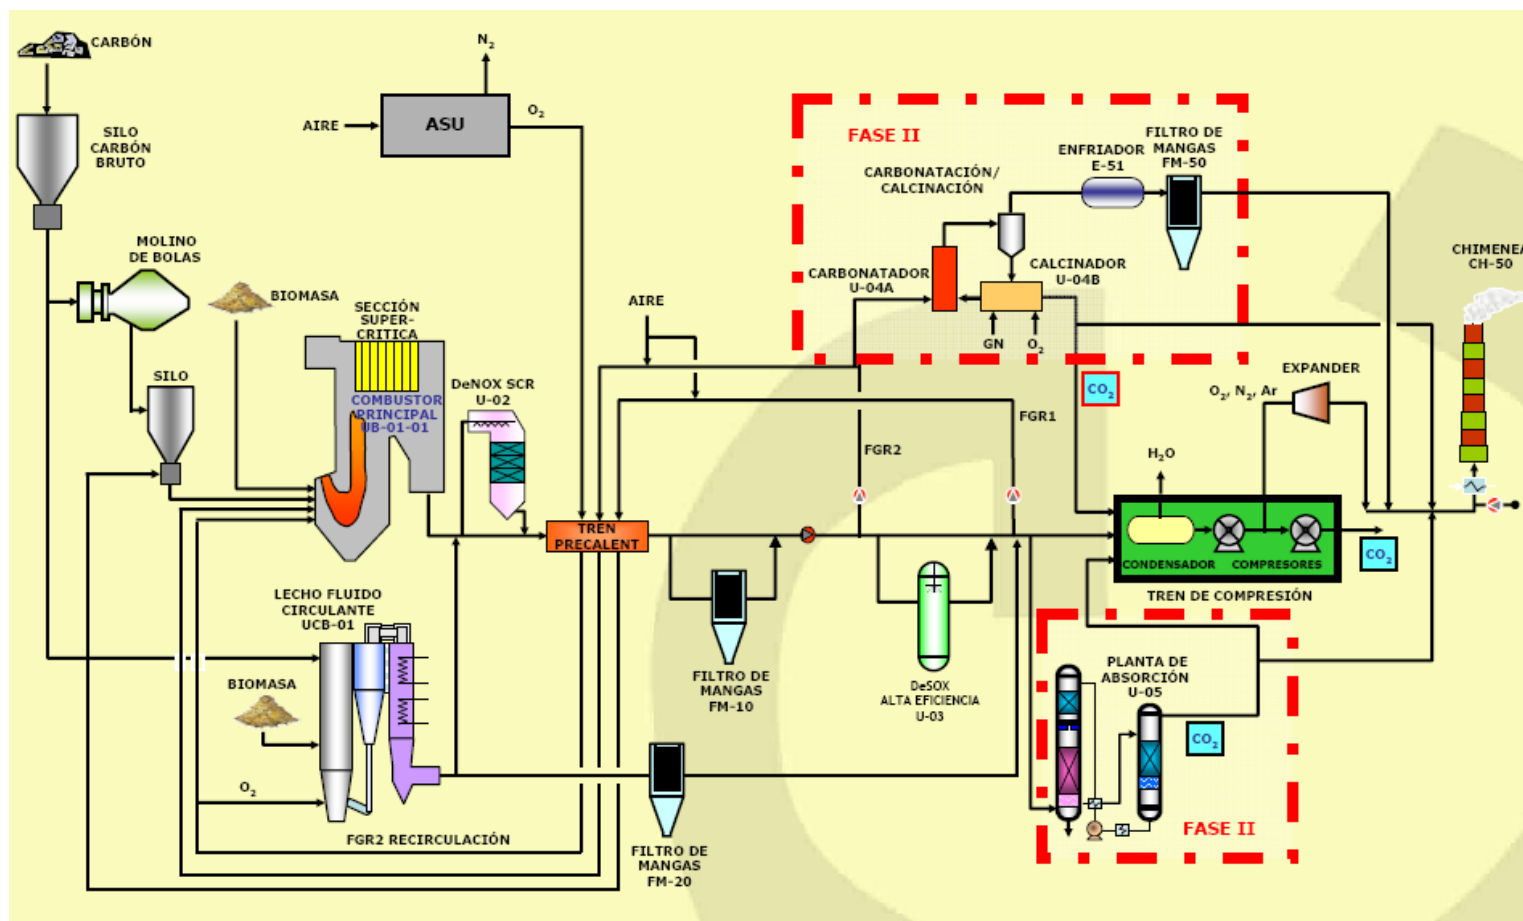 CARBÓN
SILO
CARBÓN
BRUTO
N2
AIRE
ASU
O2
MOLINO
DE BOLAS
BIOMASA
SILO
SECCIÓN
SUPER-
CRITICA
COMBUSTOR
PRINCIPAL
UB-01-01
DeNOX SCR
U-02
AIRE
FASE II
CARBONATACIÓN/
CALCINACIÓN
ENFRIADOR
E-51
FILTRO DE
MANGAS
FM-50
CARBONATADOR
U-04A
CALCINADOR
U-04B
GN
O2
CO2
CHIMENEA
CH-50
EXPANDER
O2, N2, Ar
H2O
FGR1
FGR2
TREN
PRECALENT
CONDENSADOR
COMPRESORES
CO2
TREN DE COMPRESIÓN
LECHO FLUIDO
CIRCULANTE
UCB-01
BIOMASA
O2
FGR2 RECIRCULACIÓN
FILTRO DE
MANGAS
FM-10
FILTRO DE
MANGAS
FM-20
DeSOX
ALTA EFICIENCIA
U-03
PLANTA DE
ABSORCIÓN
U-05
CO2
FASE II